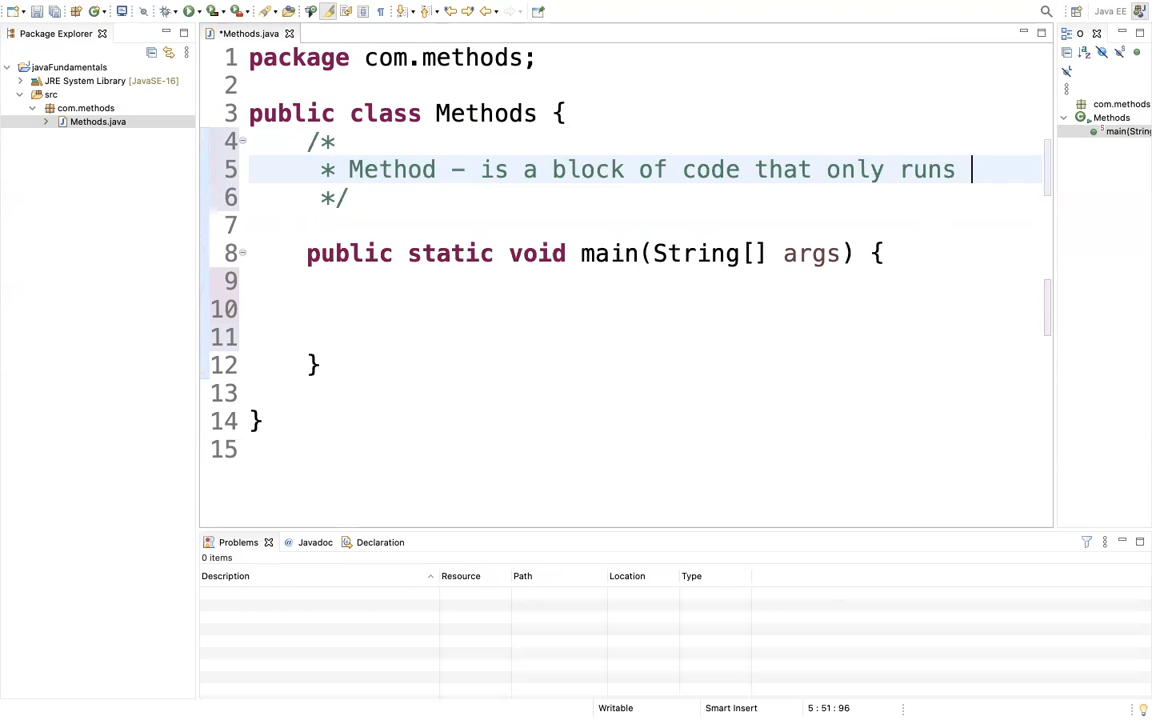 Java EE
Package Explorer
*Methods.java
O
javaFundamentals
JRE System Library [JavaSE-16]
src
com.methods
Methods.java
1 package com.methods;
2
3 public class Methods {
4 /*
5 * Method – is a block of code that only runs
6 */
7
8 public static void main(String[] args) {
9
10
11
12 }
13
14 }
15
com.methods
Methods
main(String
Problems
Javadoc
Declaration
0 items
Description Resource Path Location Type
Writable Smart Insert 5 : 51 : 96